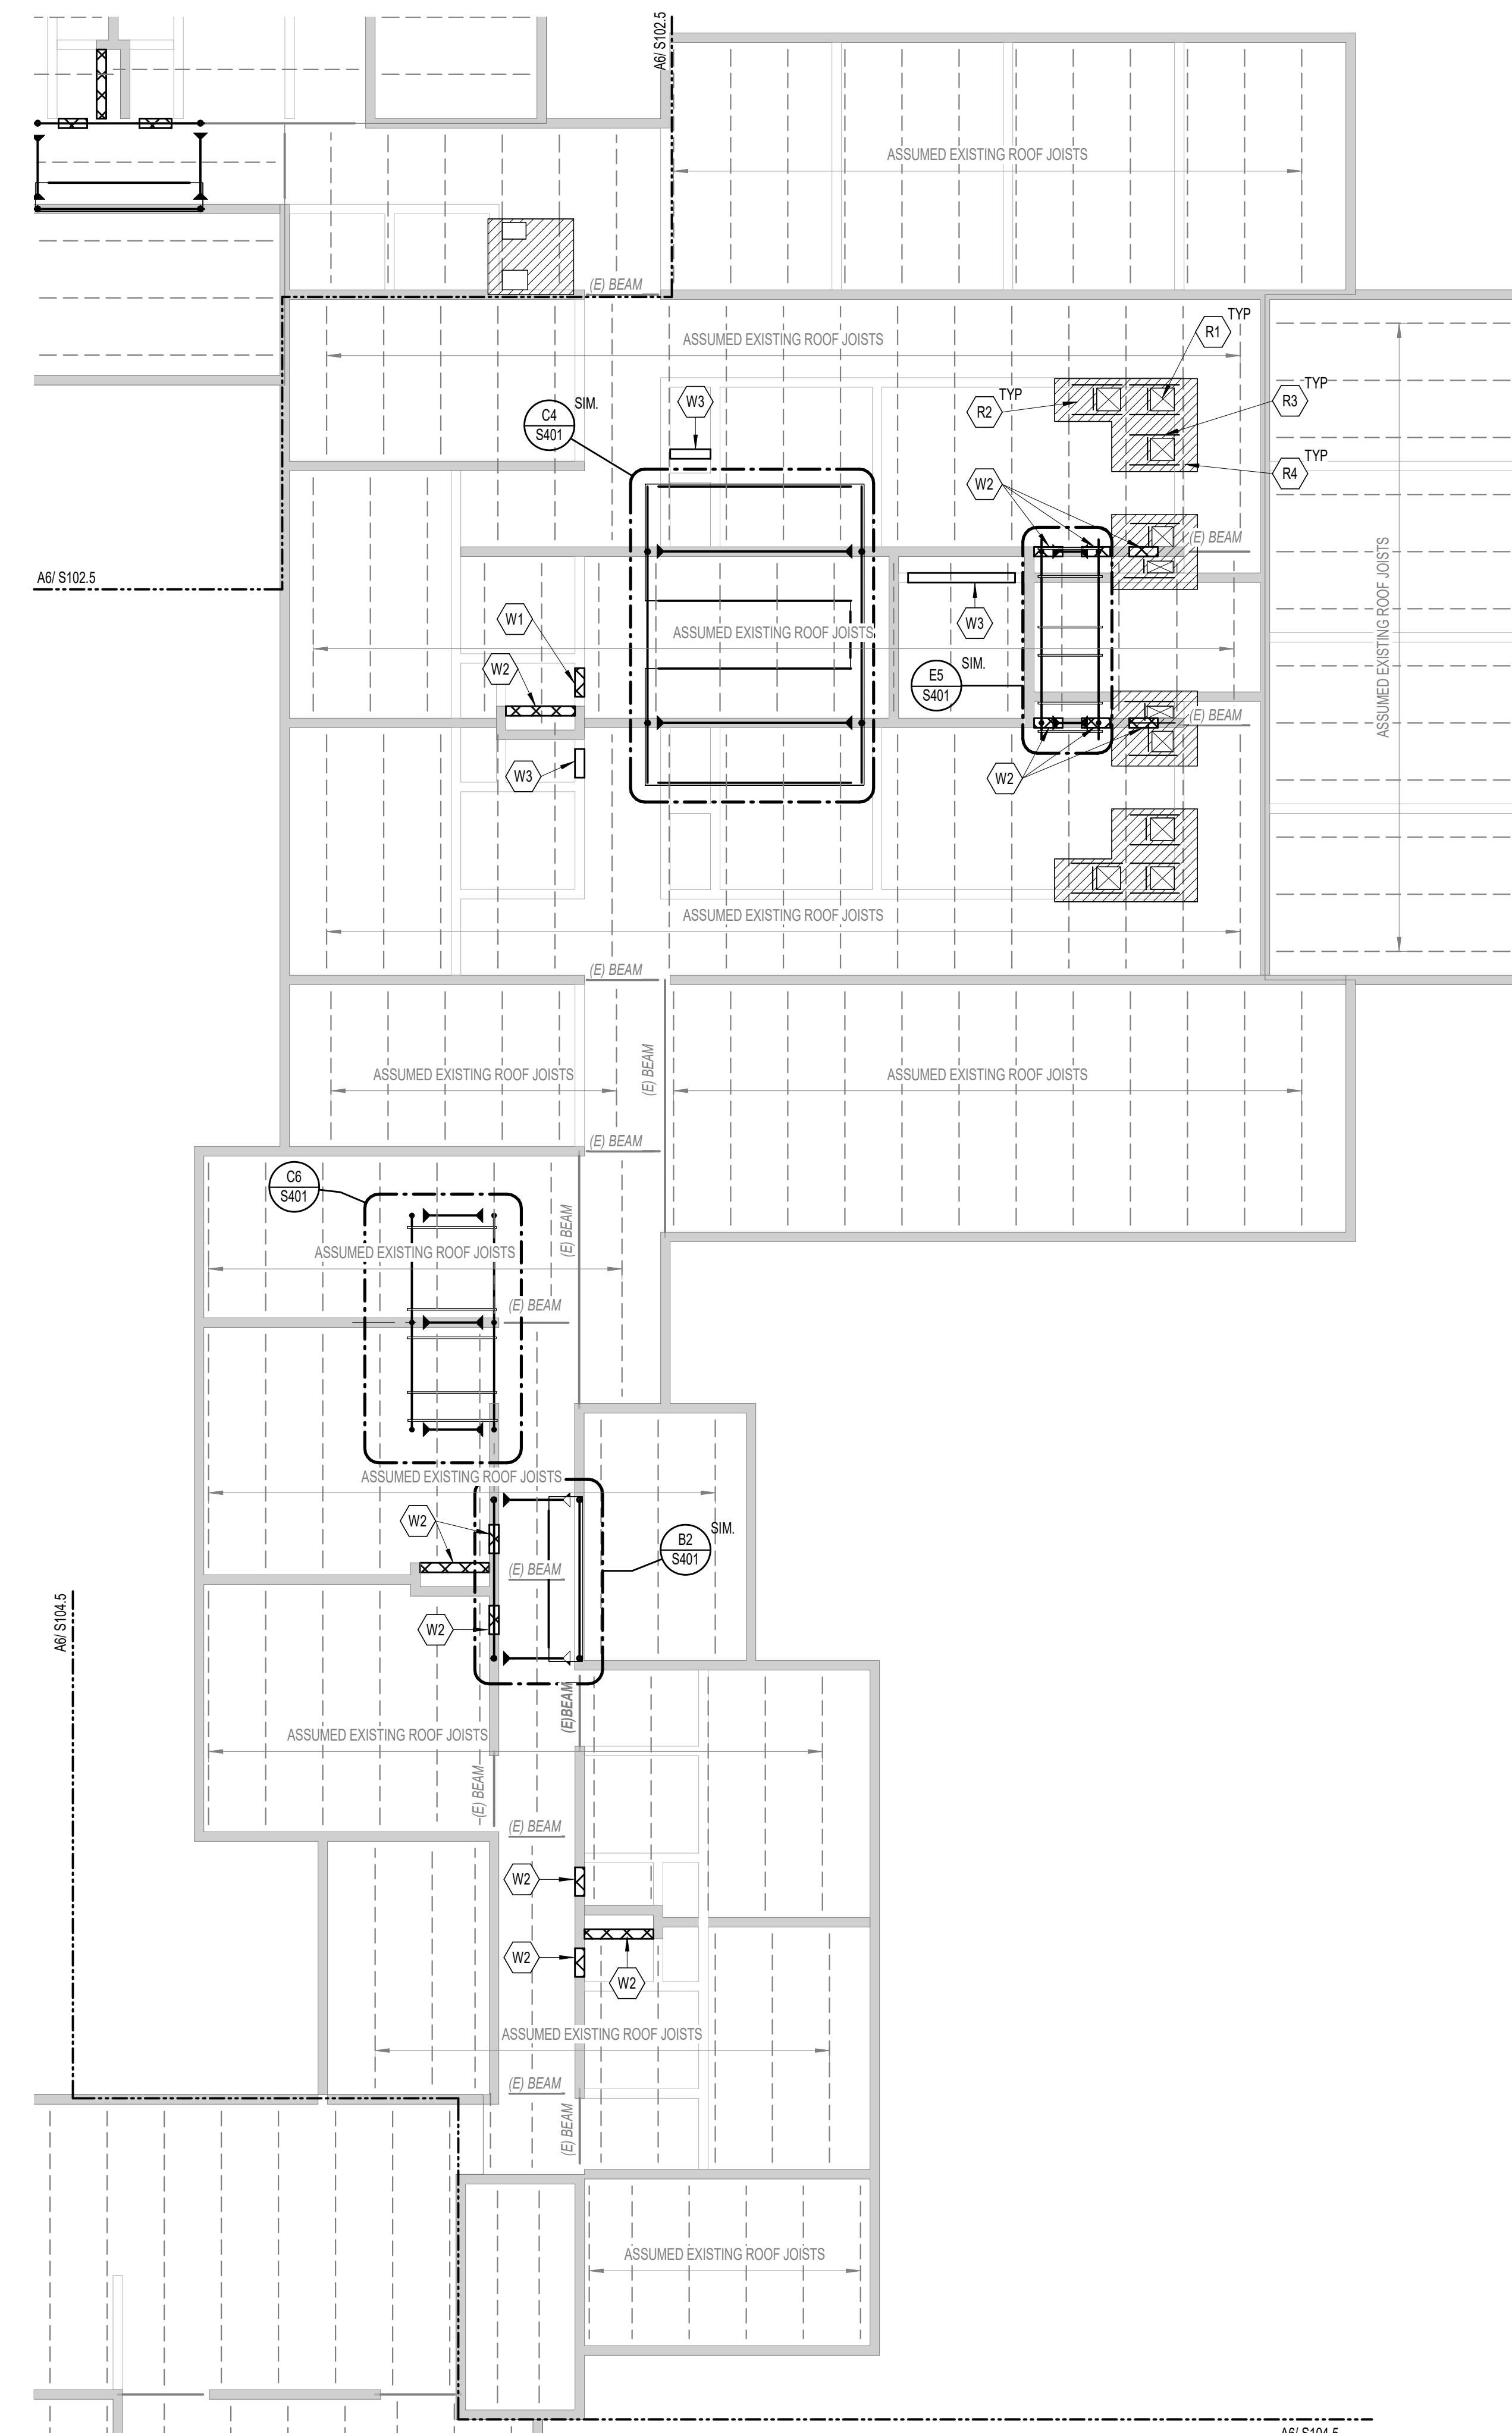 A6/ S102.5
ASSUMED EXISTING ROOF JOISTS
(E) BEAM
TYP
R1
ASSUMED EXISTING ROOF JOISTS
TYP
R3
TYP
R2
W3
SIM.
C4
S401
TYP
R4
W2
(E) BEAM
ASSUMED EXISTING ROOF JOISTS
A6/ S102.5
W1
W3
ASSUMED EXISTING ROOF JOISTS
W2
SIM.
E5
S401
(E) BEAM
W3
W2
ASSUMED EXISTING ROOF JOISTS
(E) BEAM
(E) BEAM
ASSUMED EXISTING ROOF JOISTS
ASSUMED EXISTING ROOF JOISTS
(E) BEAM
C6
S401
(E) BEAM
ASSUMED EXISTING ROOF JOISTS
(E) BEAM
ASSUMED EXISTING ROOF JOISTS
W2
SIM.
B2
S401
(E) BEAM
A6/ S104.5
W2
(E)BEAM
ASSUMED EXISTING ROOF JOISTS
(E) BEAM
(E) BEAM
W2
W2
W2
ASSUMED EXISTING ROOF JOISTS
(E) BEAM
(E) BEAM
ASSUMED EXISTING ROOF JOISTS
A6/ S104.5